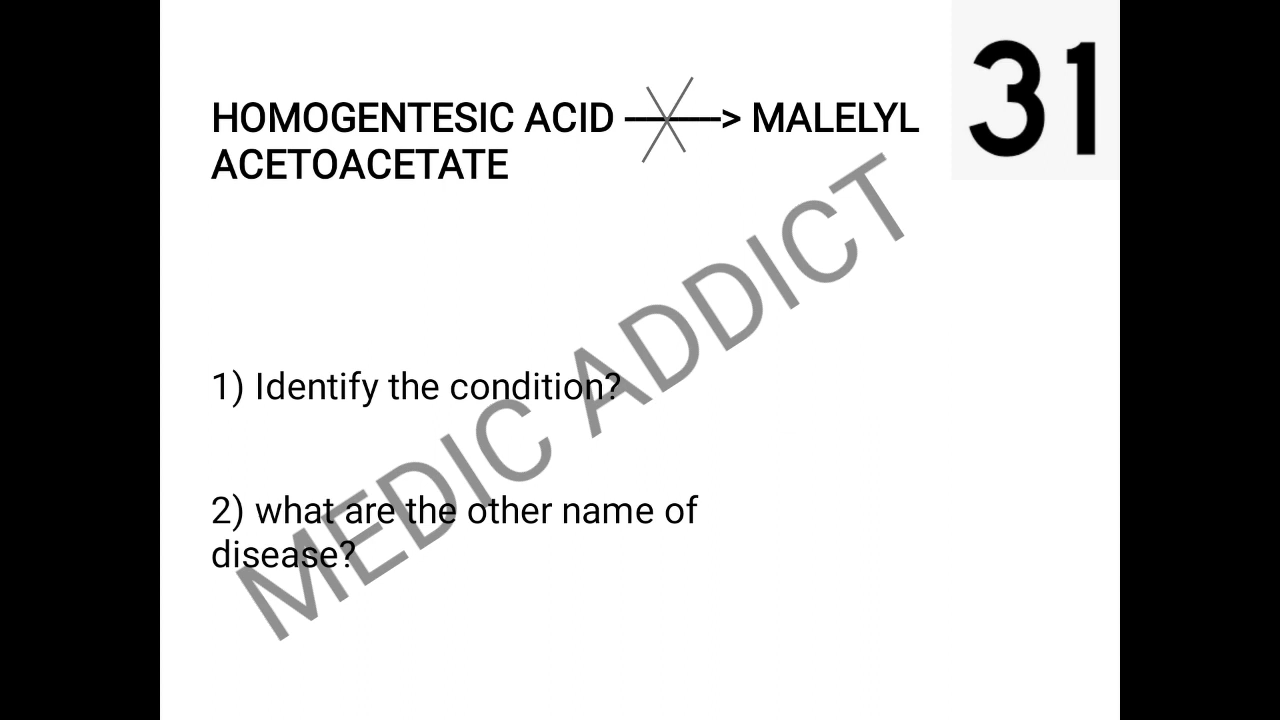 31
HOMOGENTESIC ACID ———> MALELYL
ACETOACETATE
MEDIC ADDICT
1) Identify the condition?
2) what are the other name of
disease?